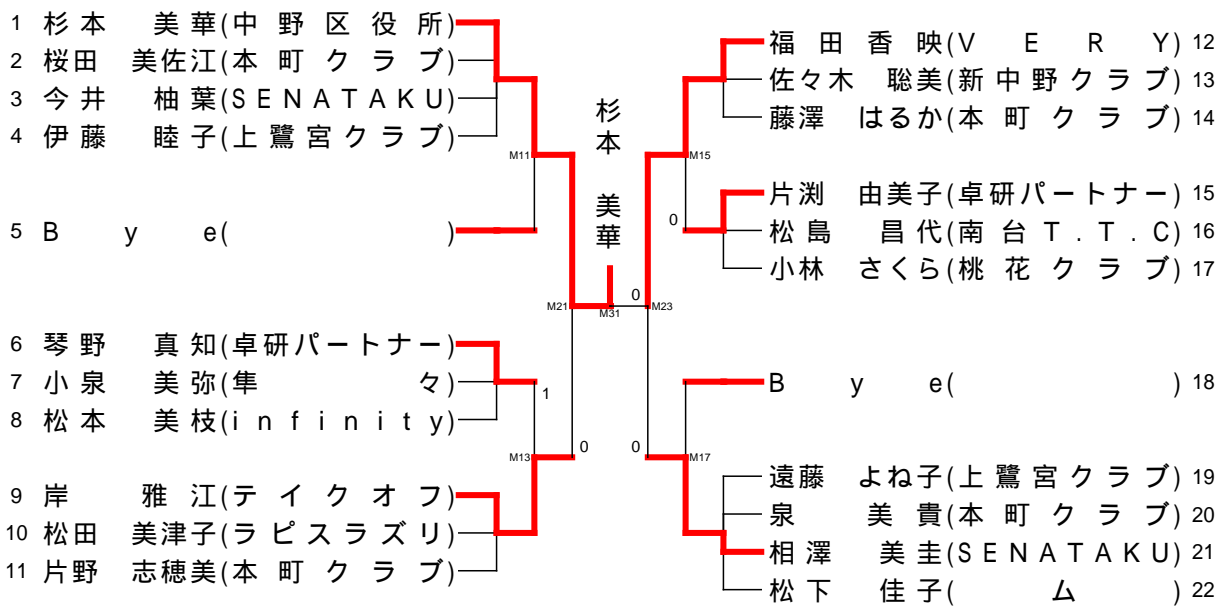 1 杉本 美華(中野区役所)
2 桜田 美佐江(本町クラブ)
3 今井 柚葉(SENATAKU)
4 伊藤 睦子(上鷺宮クラブ)
M11
5 Bye( )
M21
6 琴野 真知(卓研パートナー)
7 小泉 美弥(隼々)
1
8 松本 美枝(infinity)
M13
0
9 岸 雅江(テイクオフ)
10 松田 美津子(ラピスラズリ)
11 片野 志穂美(本町クラブ)
杉本 美華
0
M31
福田香映(VERY) 12
佐々木 聡美(新中野クラブ) 13
藤澤 はるか(本町クラブ) 14
M15
片渕 由美子(卓研パートナー) 15
0
松島 昌代(南台T.T.C) 16
小林 さくら(桃花クラブ) 17
M23
Bye( ) 18
0
M17
遠藤 よね子(上鷺宮クラブ) 19
泉 美貴(本町クラブ) 20
相澤 美圭(SENATAKU) 21
松下 佳子( ム ) 22